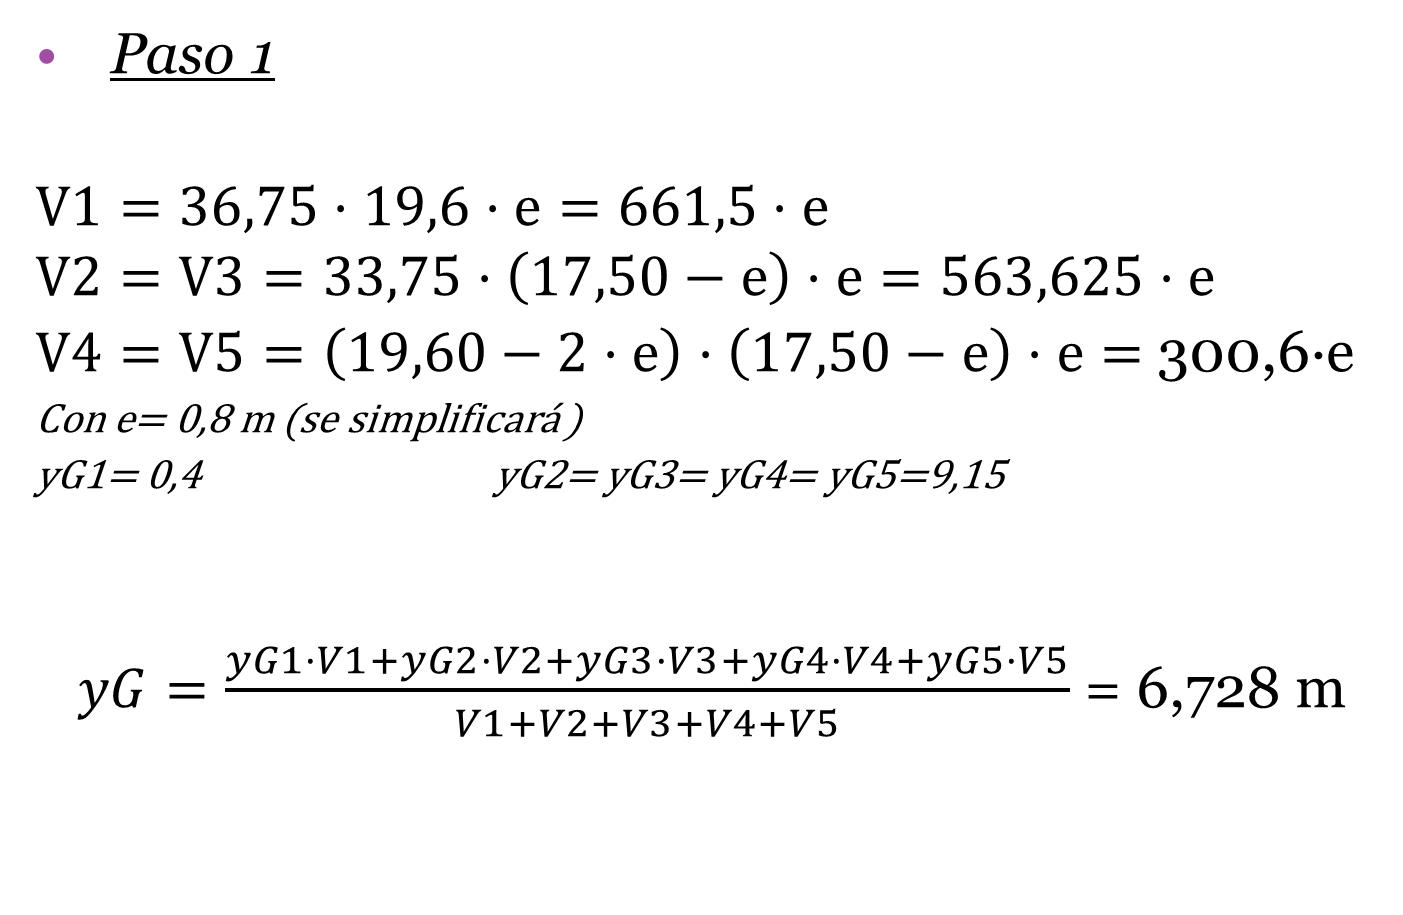 • Paso 1
V1 = 36,75 · 19,6 · e = 661,5 · e
V2 = V3 = 33,75 · (17,50 − e) · e = 563,625 · e
V4 = V5 = (19,60 − 2 · e) · (17,50 − e) · e = 300,6·e
Con e= 0,8 m (se simplificará )
yG1= 0,4 yG2= yG3= yG4= yG5=9,15
yG = \frac{yG1·V1+yG2·V2+yG3·V3+yG4·V4+yG5·V5}{V1+V2+V3+V4+V5} = 6,728 m